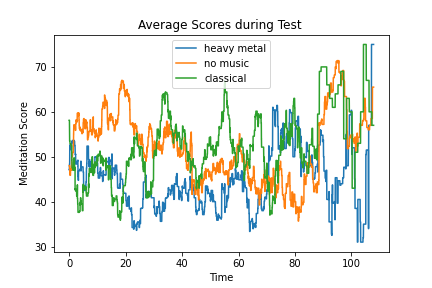 Average Scores during Test
heavy metal
no music
classical
Meditation Score
70
60
50
40
30
0
20
40
60
80
100
Time